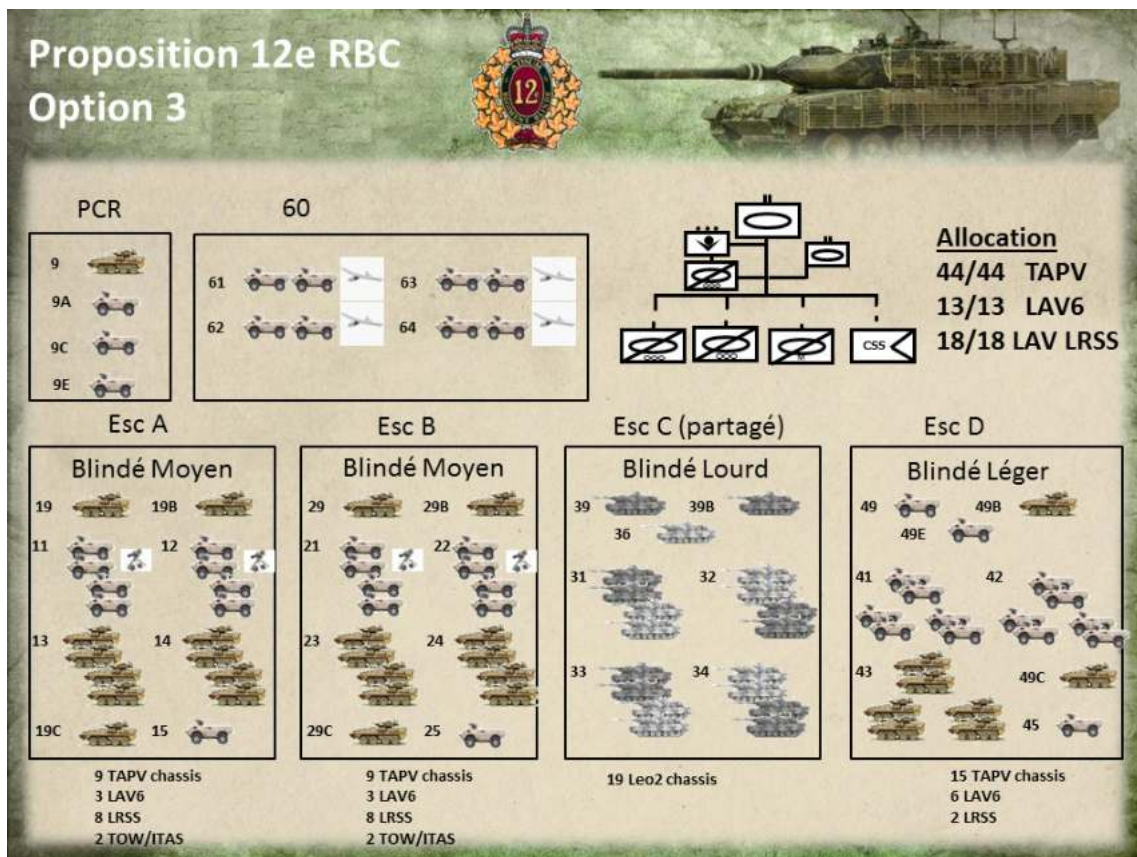 Proposition 12e RBC
Option 3
12
PCR
60
9
9A
9C
9E
61
63
62
64
CSS
Allocation
44/44 TAPV
13/13 LAV6
18/18 LAV LRSS
Esc A
Blindé Moyen
19
19B
11
12
13
14
19C
15
9 TAPV chassis
3 LAV6
8 LRSS
2 TOW/ITAS
Esc B
Blindé Moyen
29
29B
21
22
23
24
29C
25
9 TAPV chassis
3 LAV6
8 LRSS
2 TOW/ITAS
Esc C (partagé)
Blindé Lourd
39
39B
36
31
32
33
34
19 Leo2 chassis
Esc D
Blindé Léger
49
49B
49E
41
42
43
49C
45
15 TAPV chassis
6 LAV6
2 LRSS